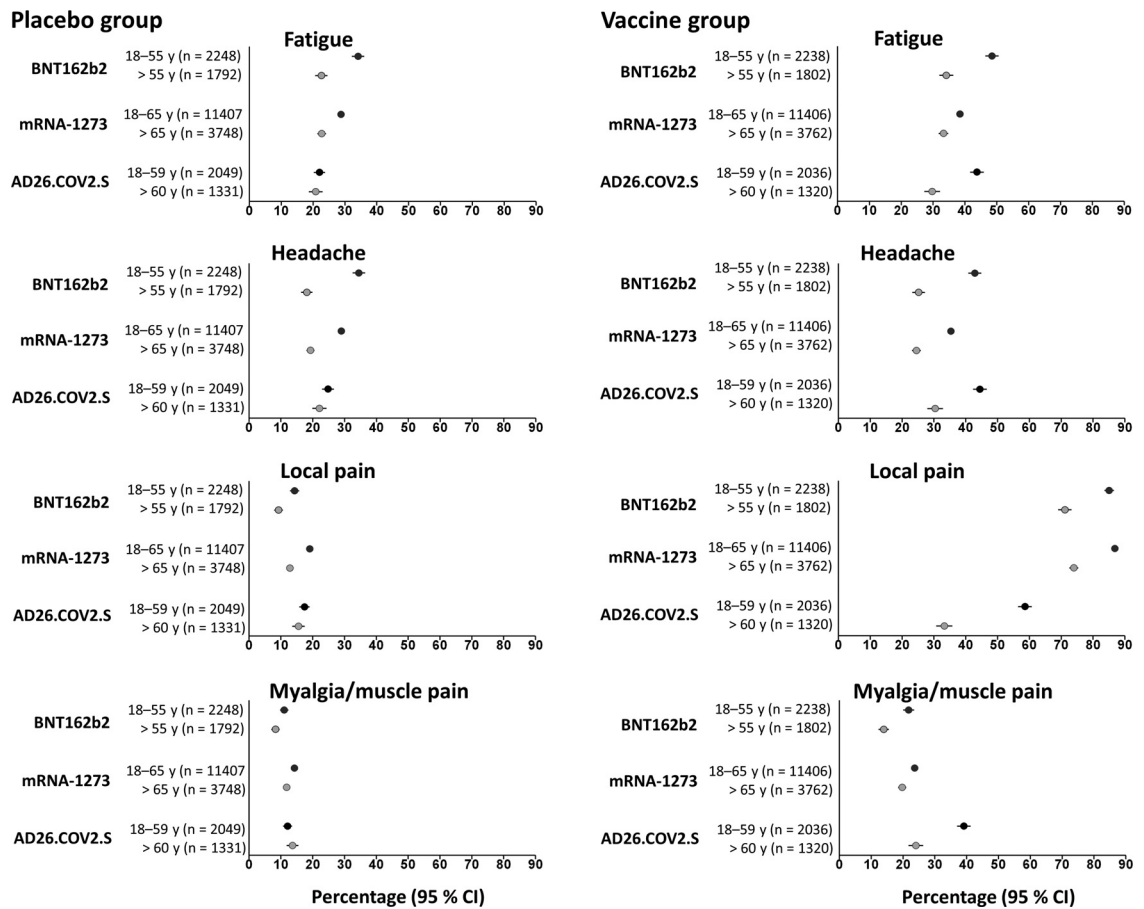 Placebo group
Fatigue
BNT162b2
18–55 y (n = 2248)
> 55 y (n = 1792)
mRNA-1273
18–65 y (n = 11407
> 65 y (n = 3748)
AD26.COV2.S
18–59 y (n = 2049)
> 60 y (n = 1331)
0 10 20 30 40 50 60 70 80 90
Headache
BNT162b2
18–55 y (n = 2248)
> 55 y (n = 1792)
mRNA-1273
18–65 y (n = 11407
> 65 y (n = 3748)
AD26.COV2.S
18–59 y (n = 2049)
> 60 y (n = 1331)
0 10 20 30 40 50 60 70 80 90
Local pain
BNT162b2
18–55 y (n = 2248)
> 55 y (n = 1792)
mRNA-1273
18–65 y (n = 11407
> 65 y (n = 3748)
AD26.COV2.S
18–59 y (n = 2049)
> 60 y (n = 1331)
0 10 20 30 40 50 60 70 80 90
Myalgia/muscle pain
BNT162b2
18–55 y (n = 2248)
> 55 y (n = 1792)
mRNA-1273
18–65 y (n = 11407
> 65 y (n = 3748)
AD26.COV2.S
18–59 y (n = 2049)
> 60 y (n = 1331)
0 10 20 30 40 50 60 70 80 90
Percentage (95 % CI)
Vaccine group
Fatigue
BNT162b2
18–55 y (n = 2238)
> 55 y (n = 1802)
mRNA-1273
18–65 y (n = 11406)
> 65 y (n = 3762)
AD26.COV2.S
18–59 y (n = 2036)
> 60 y (n = 1320)
0 10 20 30 40 50 60 70 80 90
Headache
BNT162b2
18–55 y (n = 2238)
> 55 y (n = 1802)
mRNA-1273
18–65 y (n = 11406)
> 65 y (n = 3762)
AD26.COV2.S
18–59 y (n = 2036)
> 60 y (n = 1320)
0 10 20 30 40 50 60 70 80 90
Local pain
BNT162b2
18–55 y (n = 2238)
> 55 y (n = 1802)
mRNA-1273
18–65 y (n = 11406)
> 65 y (n = 3762)
AD26.COV2.S
18–59 y (n = 2036)
> 60 y (n = 1320)
0 10 20 30 40 50 60 70 80 90
Myalgia/muscle pain
BNT162b2
18–55 y (n = 2238)
> 55 y (n = 1802)
mRNA-1273
18–65 y (n = 11406)
> 65 y (n = 3762)
AD26.COV2.S
18–59 y (n = 2036)
> 60 y (n = 1320)
0 10 20 30 40 50 60 70 80 90
Percentage (95 % CI)